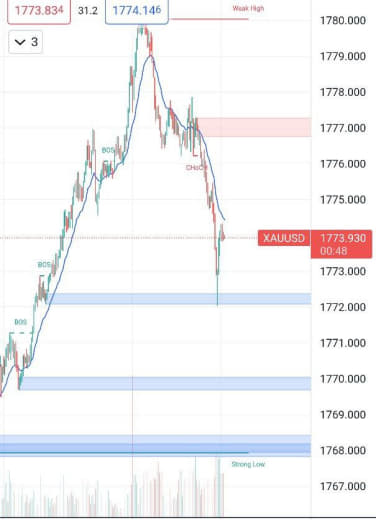 1773.834
31.2
1774.146
3
Weak High
1780.000
1779.000
1778.000
1777.000
1776.000
1775.000
1774.000
XAUUSD
1773.930
00:48
1773.000
1772.000
1771.000
1770.000
1769.000
1768.000
1767.000
BOS
CHoCH
BOS
BOS
Strong Low